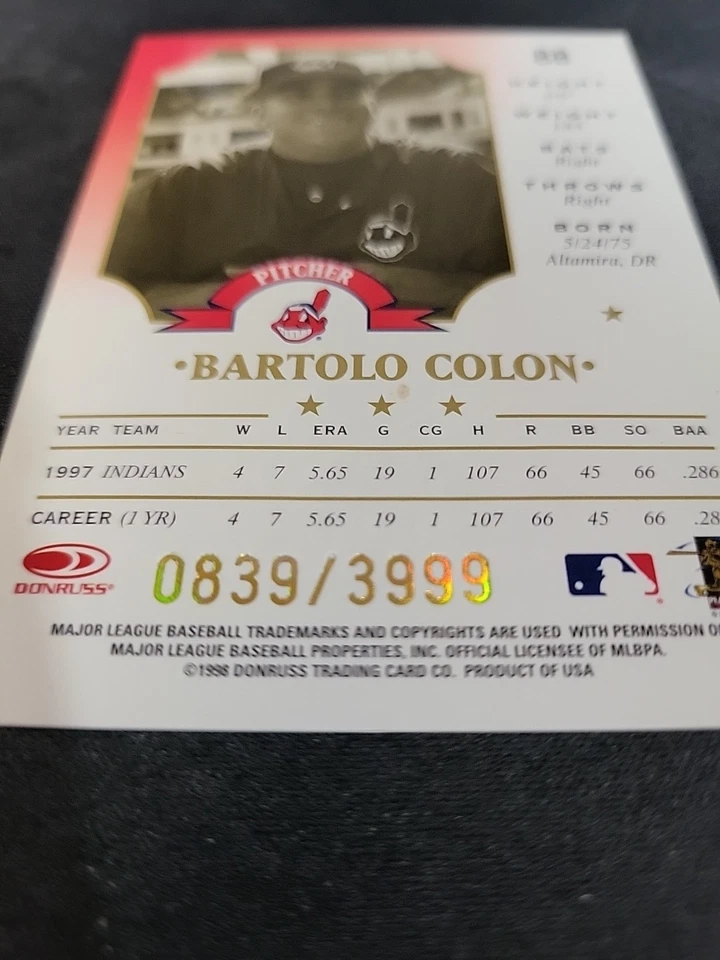 BATS
Right
THROWS
Right
BORN
5/24/75
Altamira, DR
PITCHER
•BARTOLO COLON•
YEAR TEAM W L ERA G CG H R BB SO BAA
1997 INDIANS 4 7 5.65 19 1 107 66 45 66 .286
CAREER (1 YR) 4 7 5.65 19 1 107 66 45 66 .28
DONRUSS®
0839/3999
MAJOR LEAGUE BASEBALL TRADEMARKS AND COPYRIGHTS ARE USED WITH PERMISSION O
MAJOR LEAGUE BASEBALL PROPERTIES, INC. OFFICIAL LICENSEE OF MLBPA.
©1998 DONRUSS TRADING CARD CO. PRODUCT OF USA